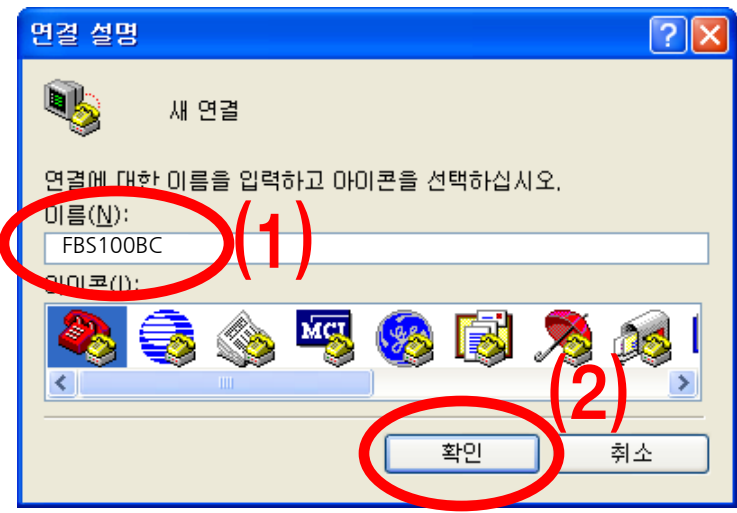 연결 설명
새 연결
연결에 대한 이름을 입력하고 아이콘을 선택하십시오.
이름(N):
(1)
FBS100BC
아이콘(I):
MCI
(2)
확인
취소